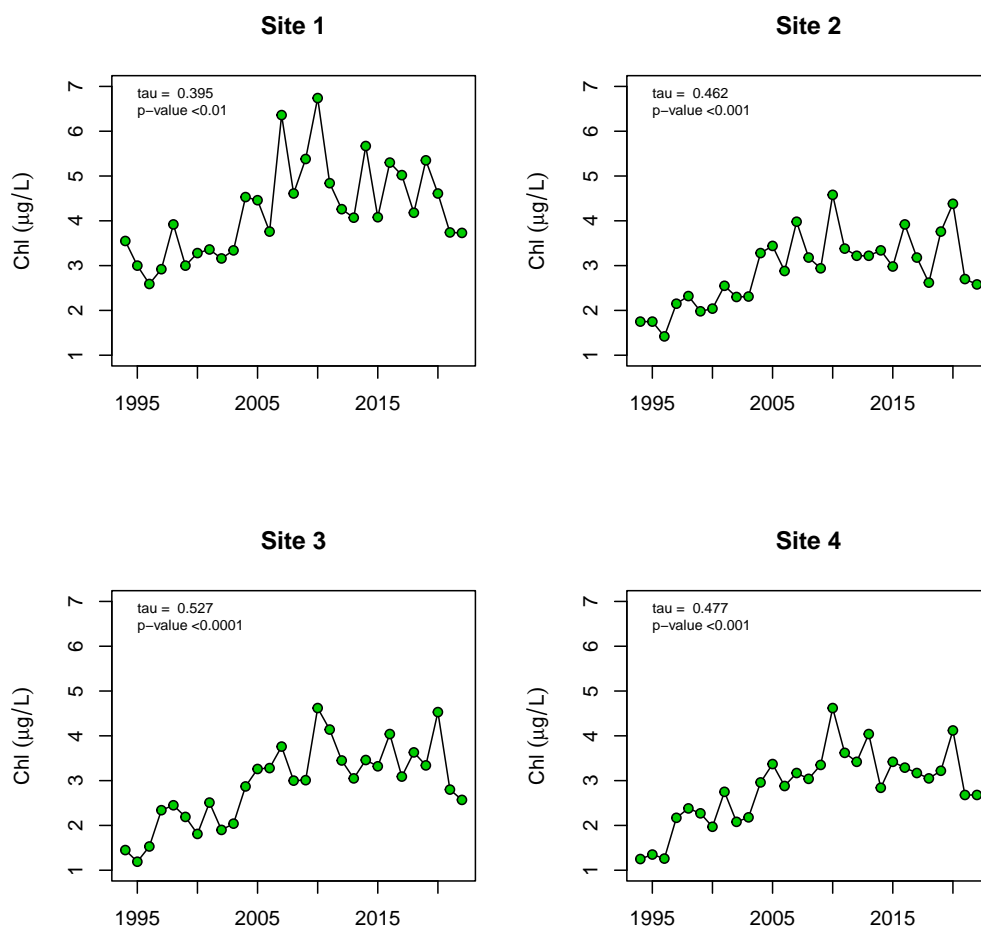 Site 1
tau = 0.395
p−value <0.01
Chl (μg/L)
7
6
5
4
3
2
1
1995 2005 2015
Site 2
tau = 0.462
p−value <0.001
Chl (μg/L)
7
6
5
4
3
2
1
1995 2005 2015
Site 3
tau = 0.527
p−value <0.0001
Chl (μg/L)
7
6
5
4
3
2
1
1995 2005 2015
Site 4
tau = 0.477
p−value <0.001
Chl (μg/L)
7
6
5
4
3
2
1
1995 2005 2015